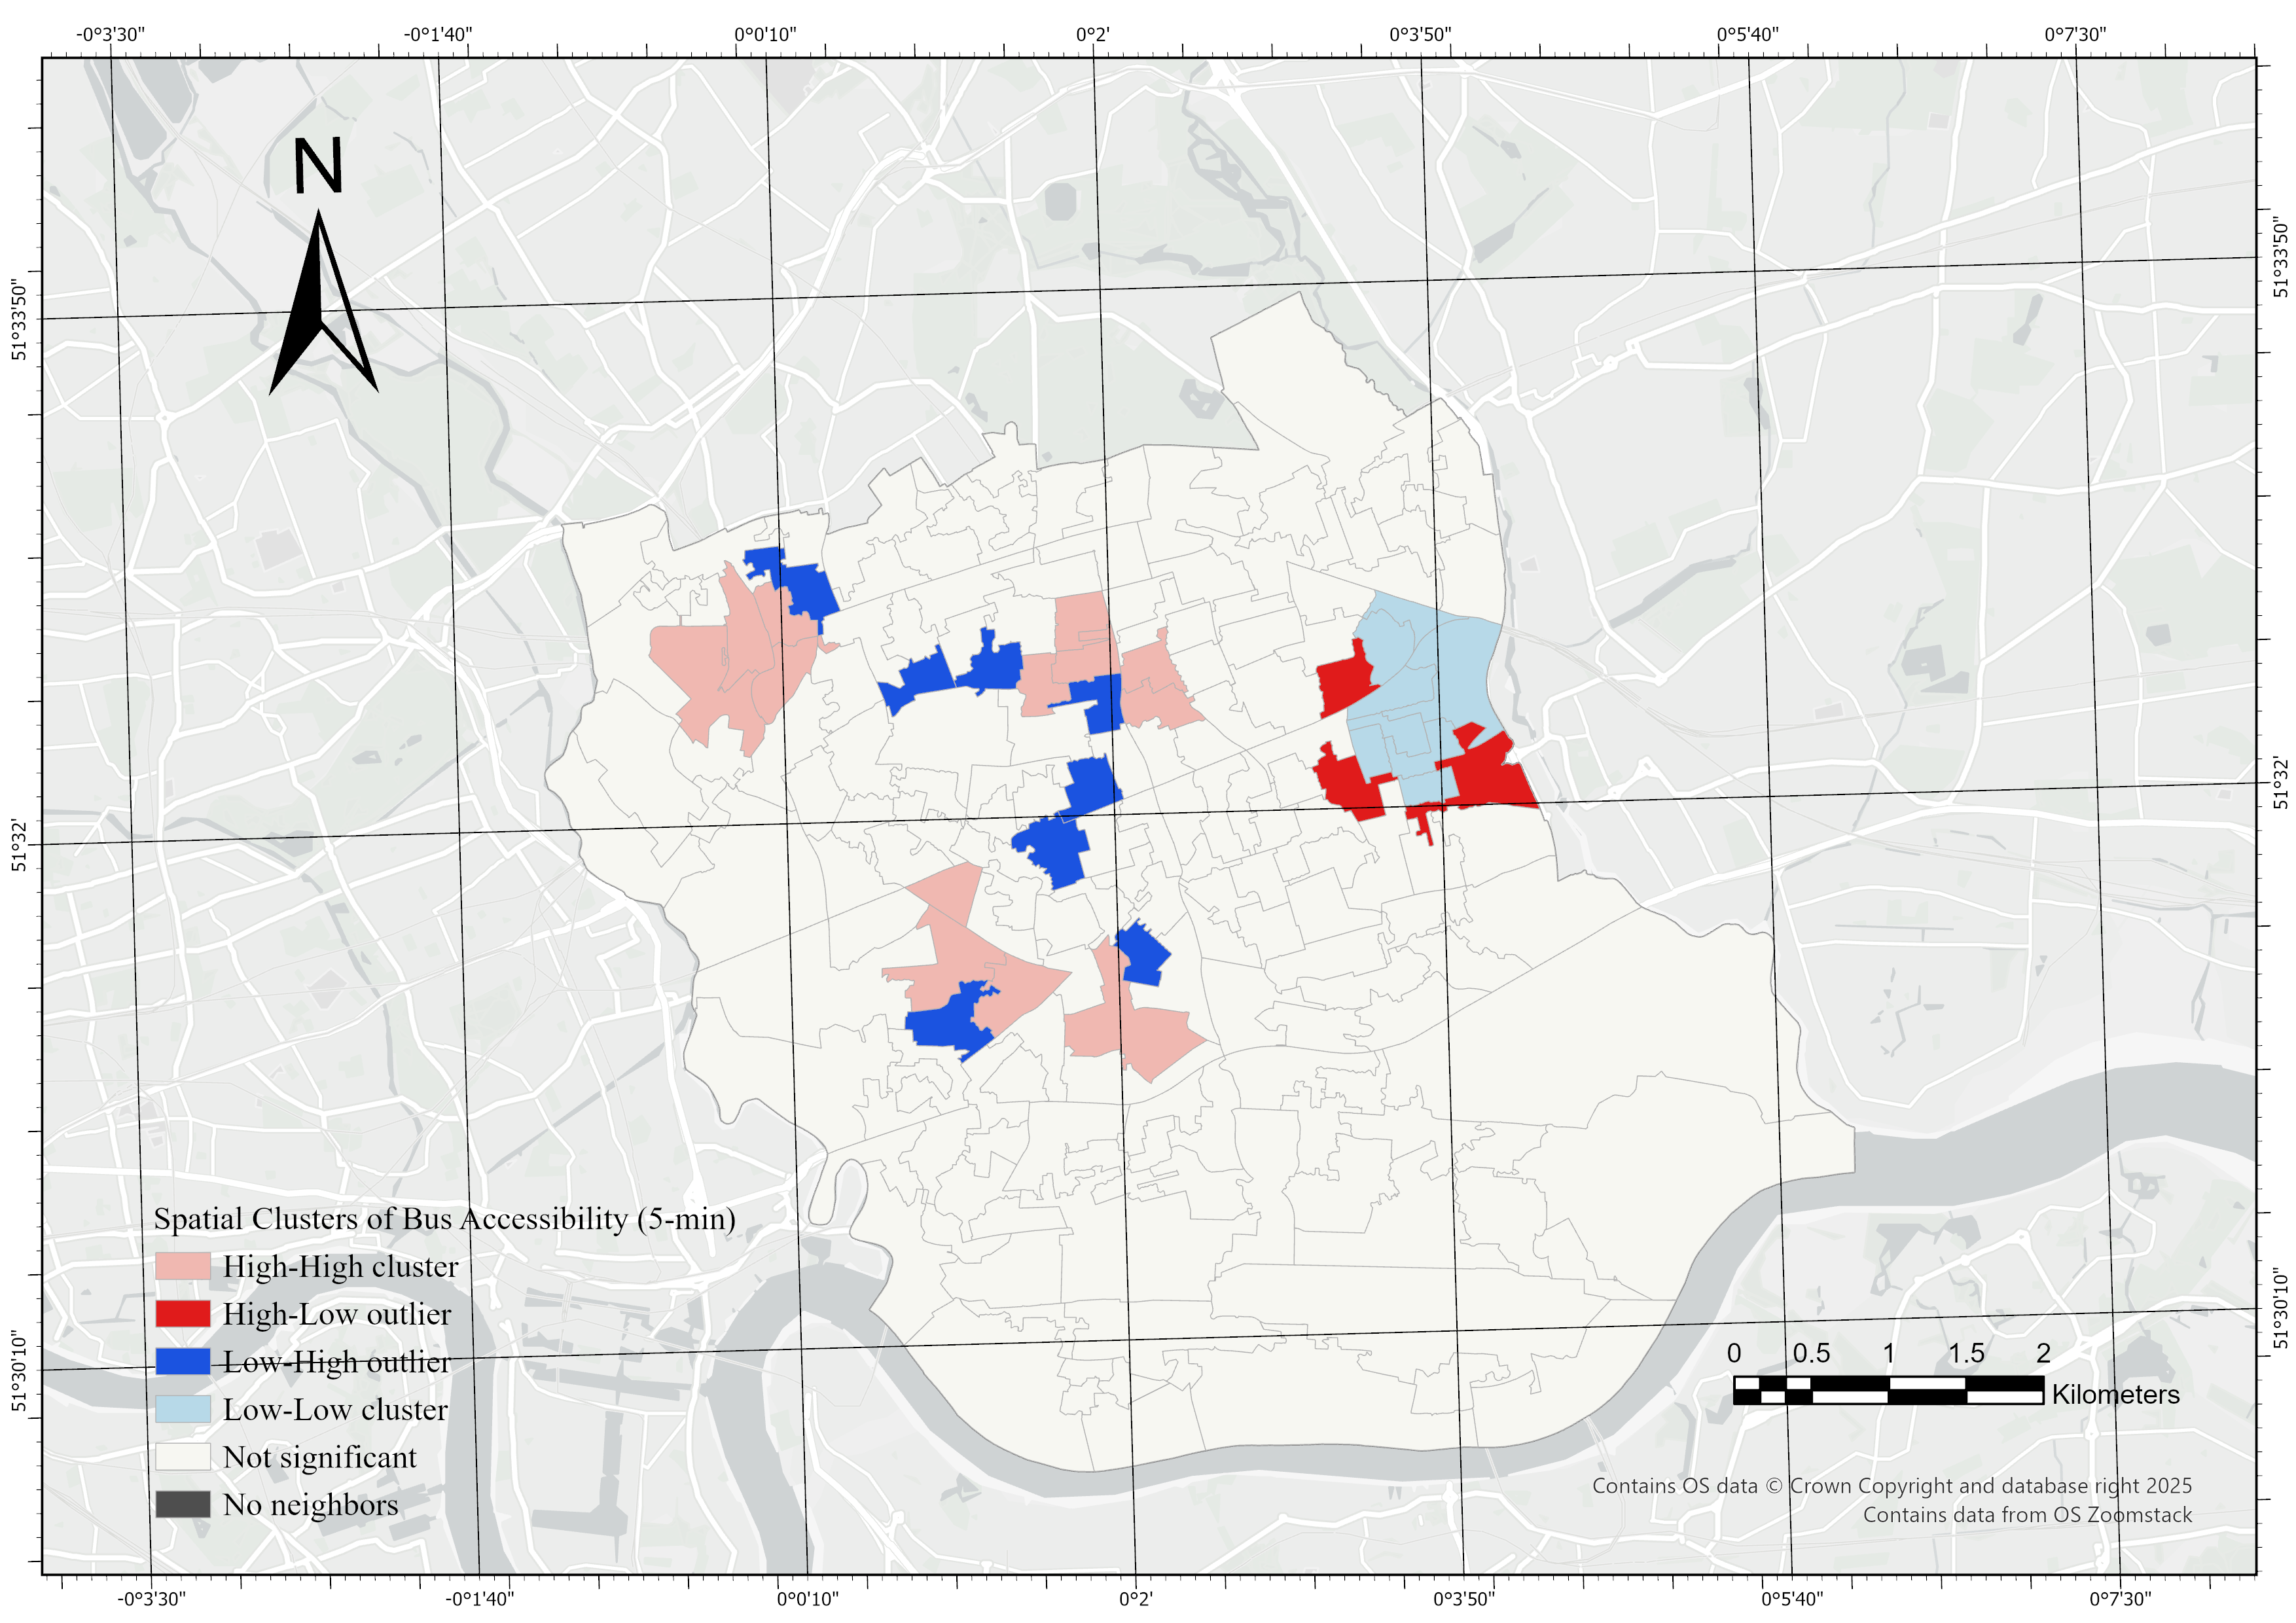 -0°3'30" -0°1'40" 0°0'10" 0°2' 0°3'50" 0°5'40" 0°7'30"
N
51°33'50" 51°33'50"
51°32' 51°32'
51°30'10" 51°30'10"
Spatial Clusters of Bus Accessibility (5-min)
High-High cluster
High-Low outlier
Low-High outlier
Low-Low cluster
Not significant
No neighbors
0 0.5 1 1.5 2
Kilometers
Contains OS data © Crown Copyright and database right 2025
Contains data from OS Zoomstack
-0°3'30" -0°1'40" 0°0'10" 0°2' 0°3'50" 0°5'40" 0°7'30"